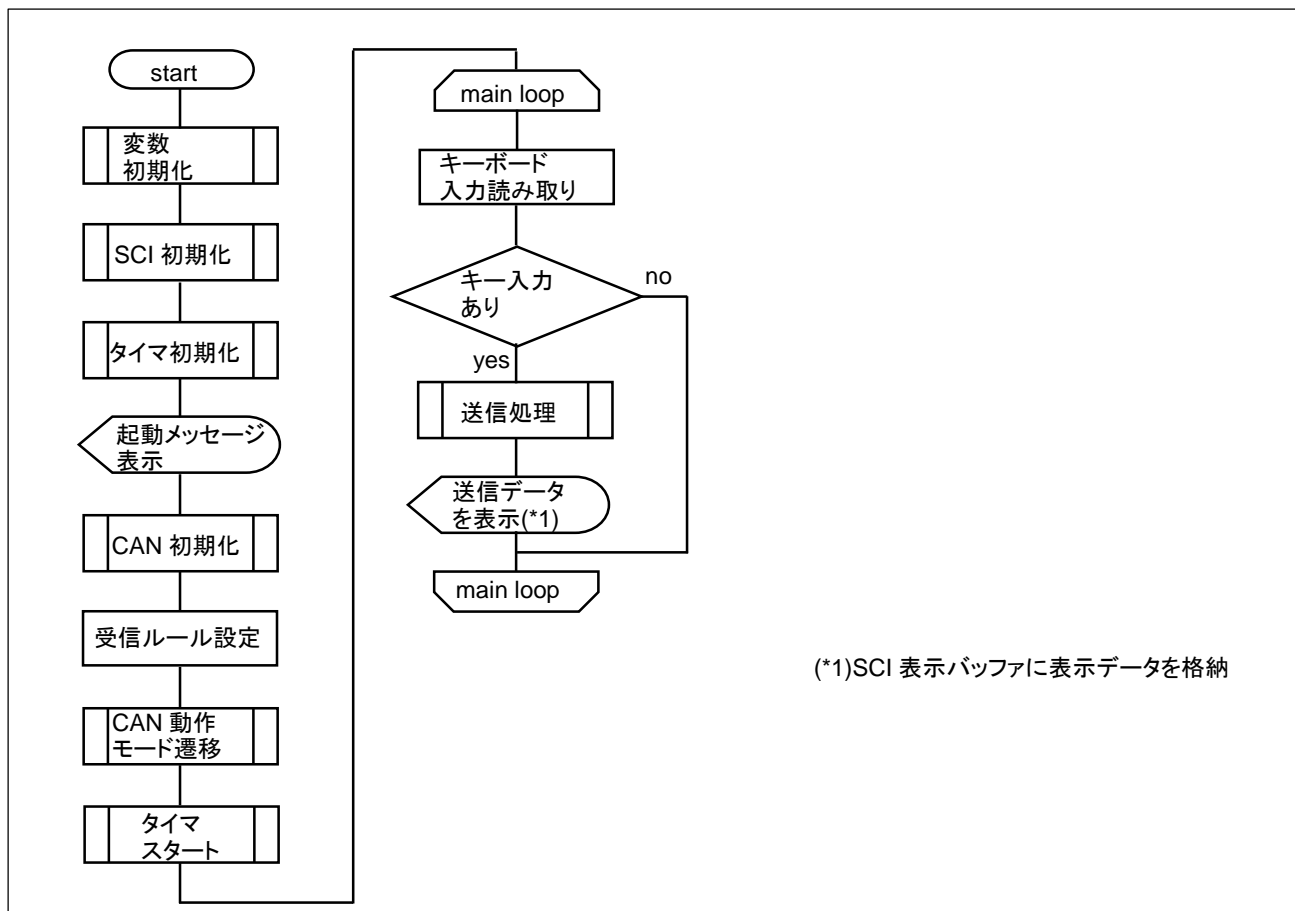 start
変数
初期化
SCI 初期化
タイマ初期化
起動メッセージ
表示
CAN 初期化
受信ルール設定
CAN 動作
モード遷移
タイマ
スタート
main loop
キーボード
入力読み取り
キー入力
あり
no
yes
送信処理
送信データ
を表示(*1)
main loop
(*1)SCI 表示バッファに表示データを格納